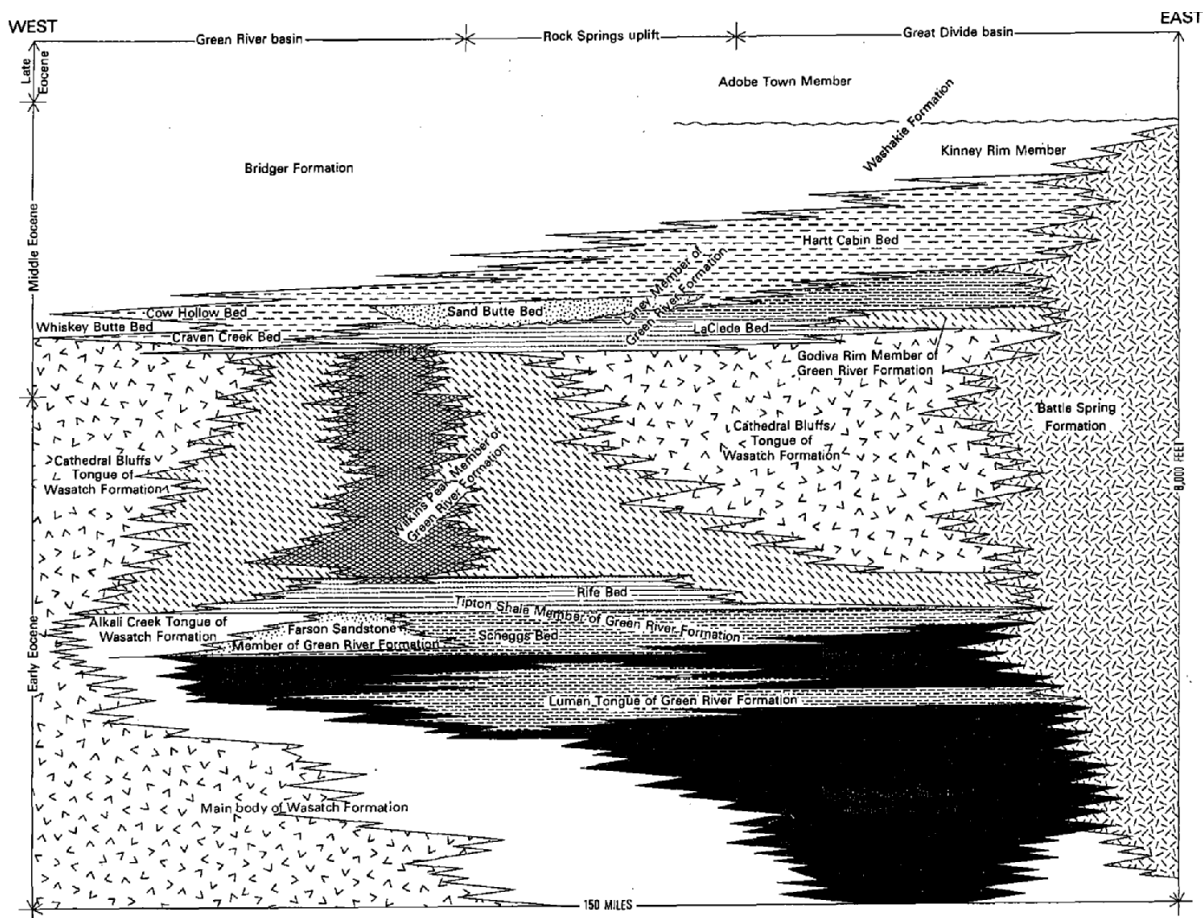 WEST
EAST
Green River basin
Rock Springs uplift
Great Divide basin
Late
Eocene
Adobe Town Member
Washakie Formation
Kinney Rim Member
Bridger Formation
Middle Eocene
Hartt Cabin Bed
Laney Member of
Green River Formation
Cow Hollow Bed
Sand Butte Bed
Whiskey Butte Bed
Craven Creek Bed
LaClede Bed
Godiva Rim Member of
Green River Formation
Battle Spring
Formation
Cathedral Bluffs
Tongue of
Wasatch Formation
Cathedral Bluffs
Tongue of
Wasatch Formation
8,000 FEET
Wilkins Peak Member of
Green River Formation
Rife Bed
Tipton Shale Member of Green River Formation
Alkali Creek Tongue of
Wasatch Formation
Farson Sandstone
Member of Green River Formation
Scheggs Bed
Early Eocene
Luman Tongue of Green River Formation
Main body of Wasatch Formation
150 MILES